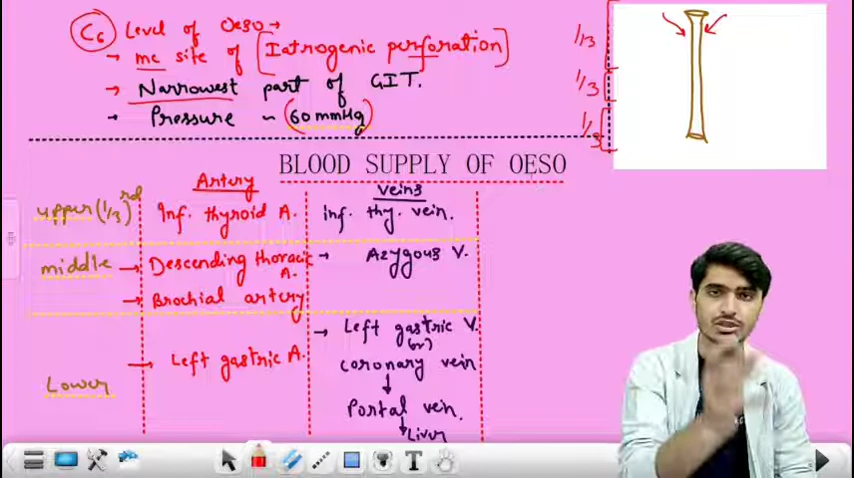 C6 Level of Oeso →
→ mc site of [Iatrogenic perforation]
→ Narrowest part of GIT.
→ Pressure ~ (60 mmHg)
1/3
1/3
1/3
BLOOD SUPPLY OF OESO
Artery
veins
upper (1/3)rd
Inf. thyroid A.
Inf. thy. vein.
middle
→ Descending thoracic A.
→ Azygous V.
→ Brochial artery
Lower
→ Left gastric A.
→ Left gastric V.
(or)
coronary vein
↓
Portal vein.
↓ Liver
T